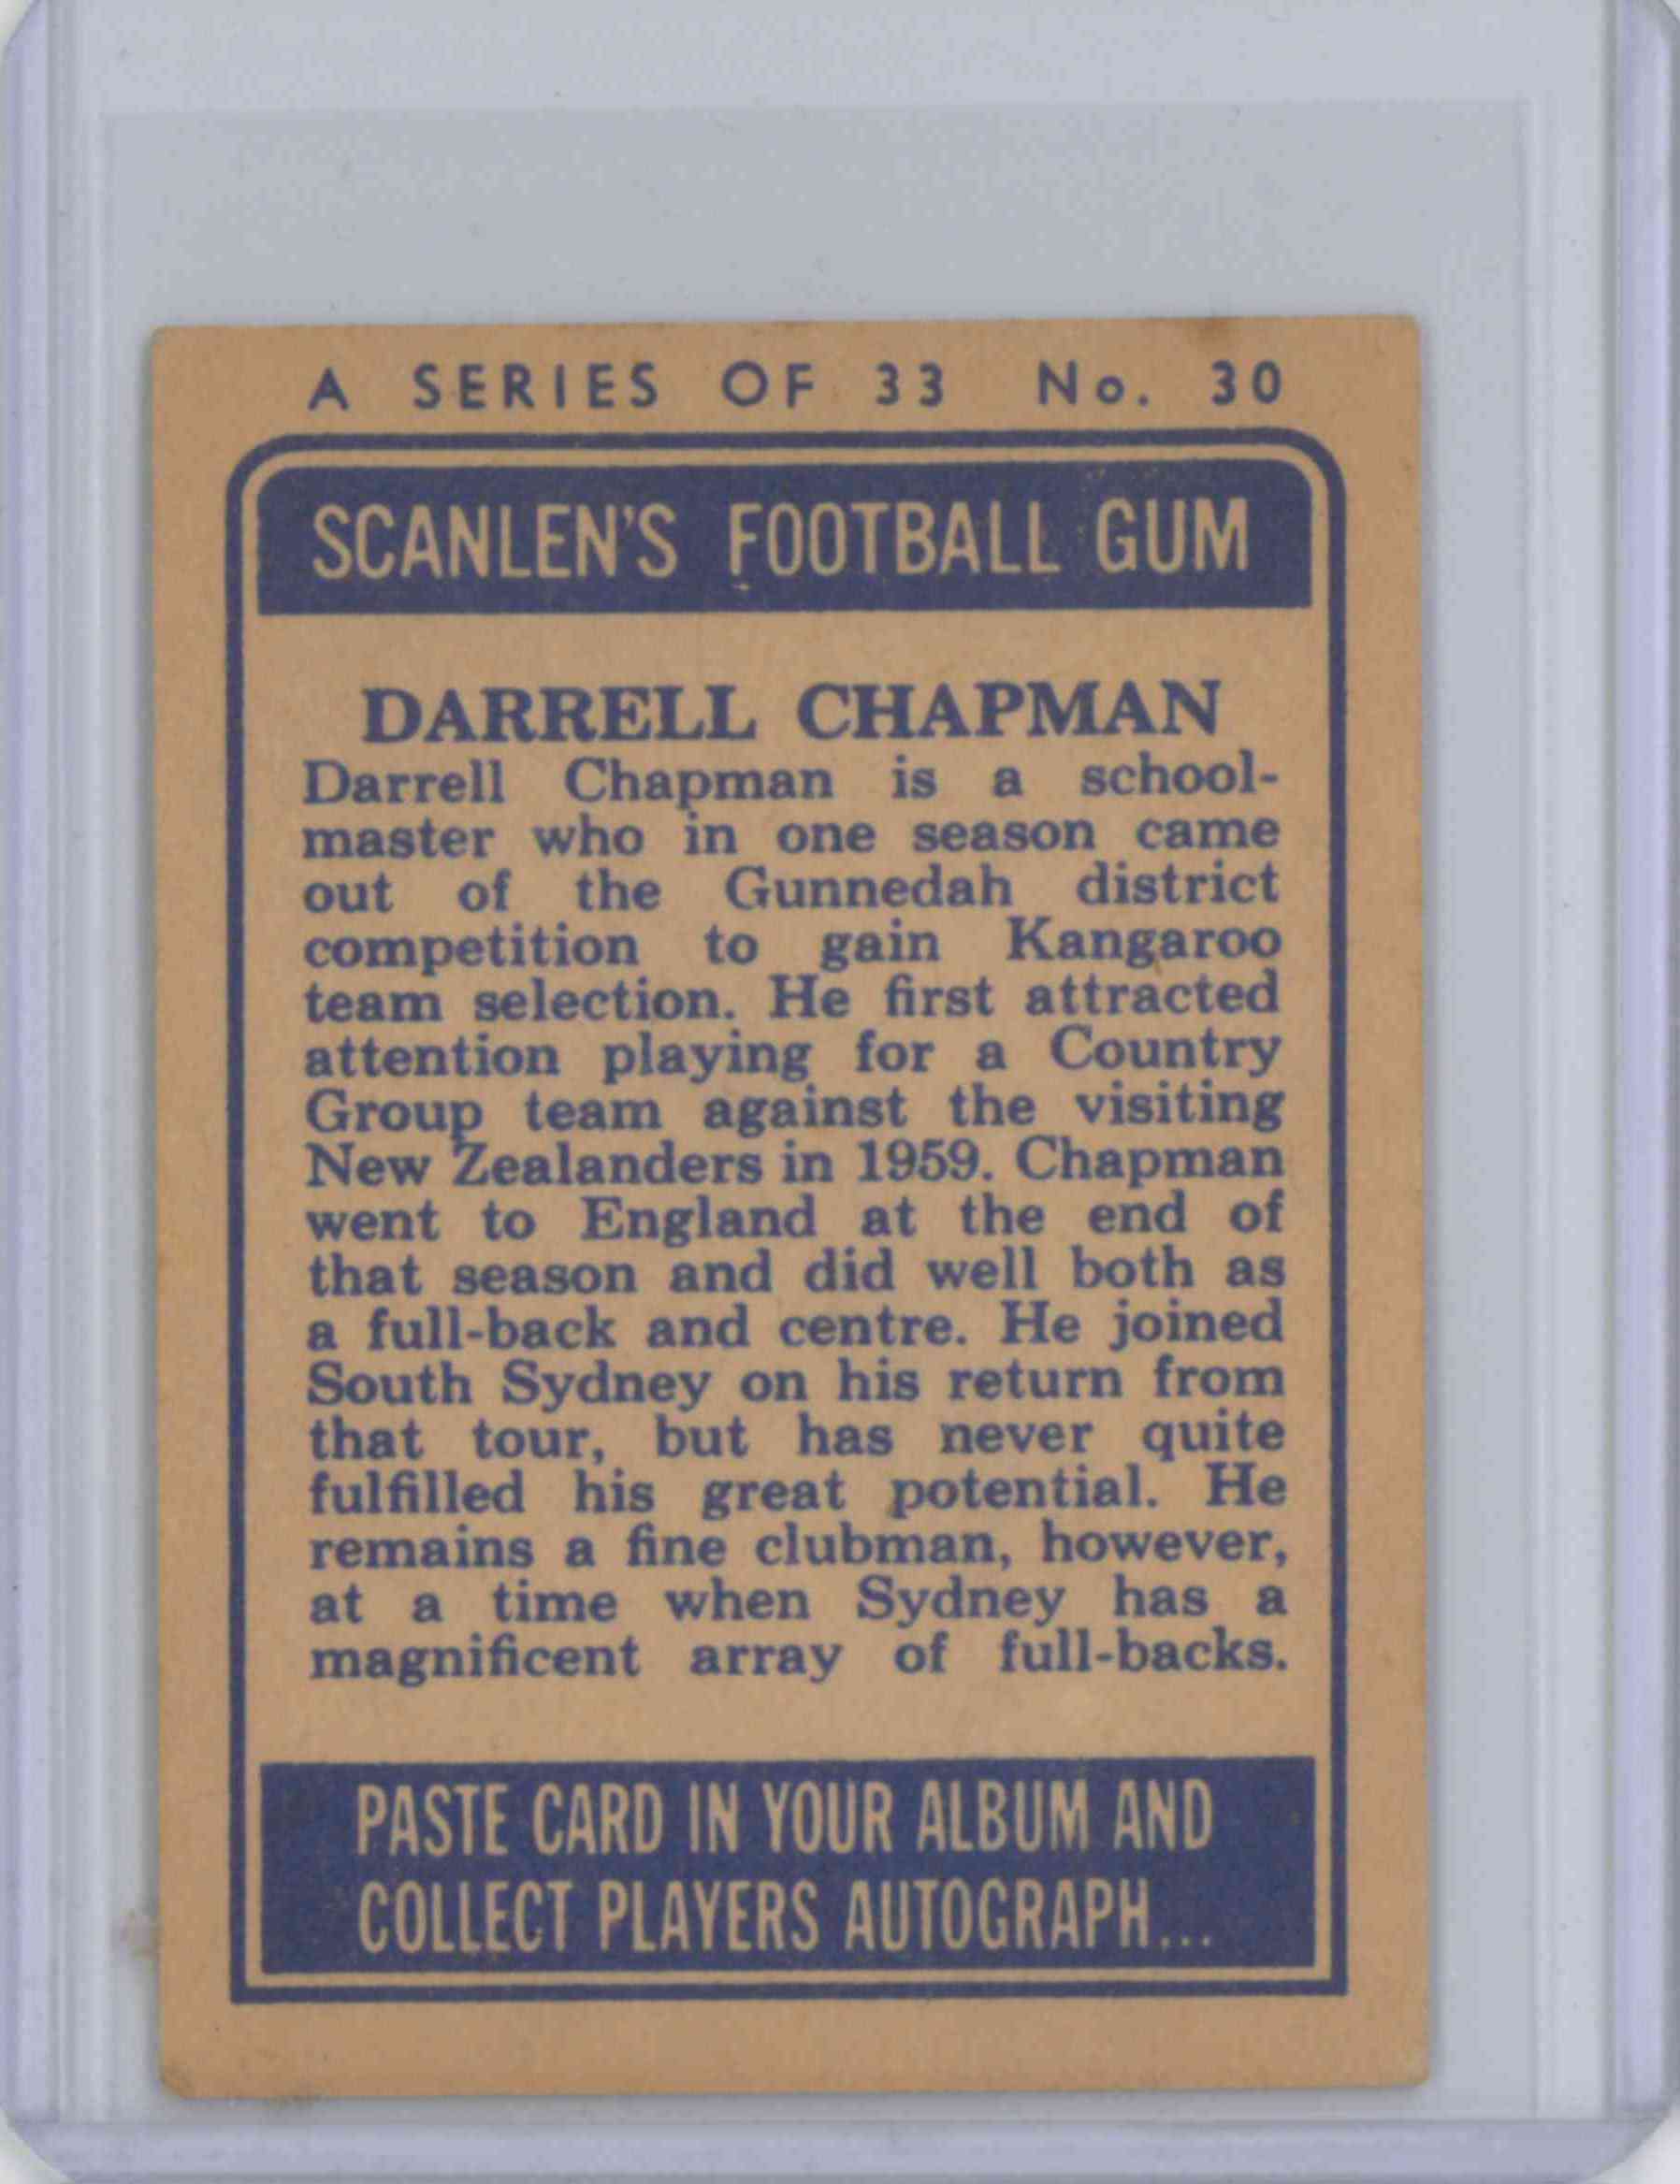 A SERIES OF 33 No. 30
SCANLEN'S FOOTBALL GUM
DARRELL CHAPMAN
Darrell Chapman is a school-
master who in one season came
out of the Gunnedah district
competition to gain Kangaroo
team selection. He first attracted
attention playing for a Country
Group team against the visiting
New Zealanders in 1959. Chapman
went to England at the end of
that season and did well both as
a full-back and centre. He joined
South Sydney on his return from
that tour, but has never quite
fulfilled his great potential. He
remains a fine clubman, however,
at a time when Sydney has a
magnificent array of full-backs.
PASTE CARD IN YOUR ALBUM AND
COLLECT PLAYERS AUTOGRAPH...